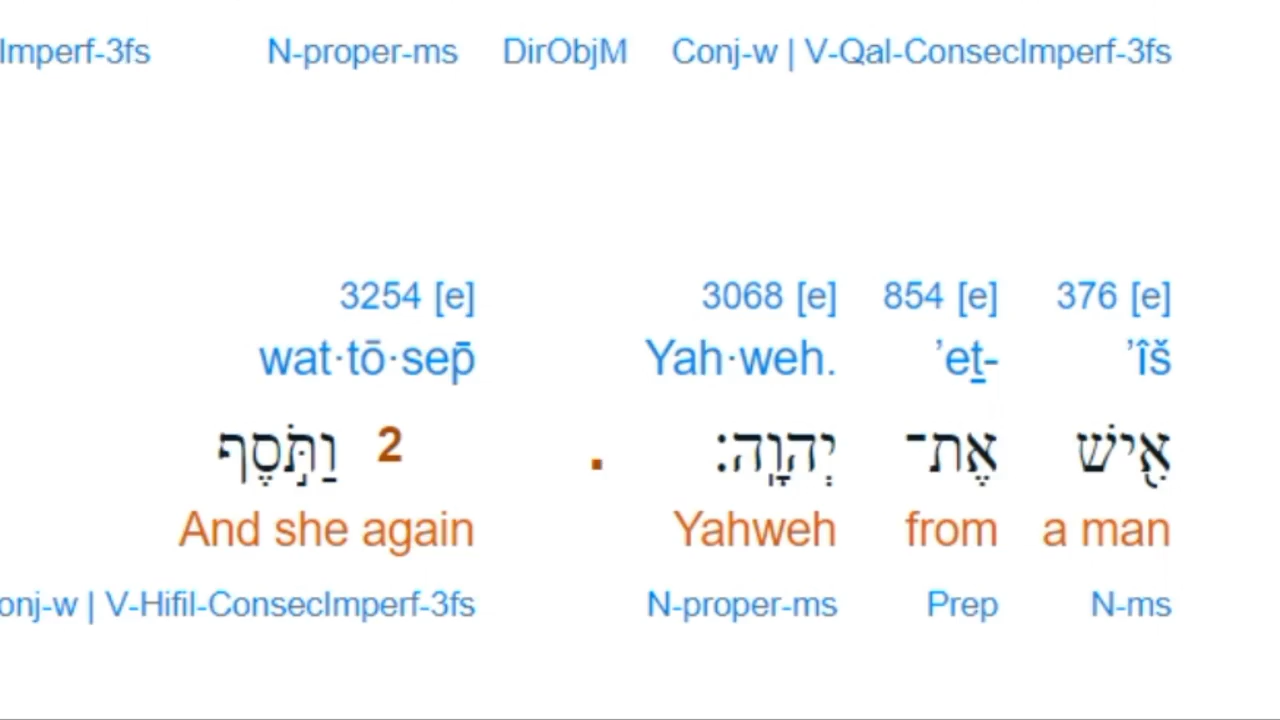 Imperf-3fs N-proper-ms DirObjM Conj-w | V-Qal-ConsecImperf-3fs
3254 [e] 3068 [e] 854 [e] 376 [e]
wat·tō·sep̄ Yah·weh. ’eṯ- ’îš
אִ֖ישׁ אֶת־ יְהוָֽה׃ . 2 וַתֹּ֣סֶף
And she again Yahweh from a man
onj-w | V-Hifil-ConsecImperf-3fs N-proper-ms Prep N-ms